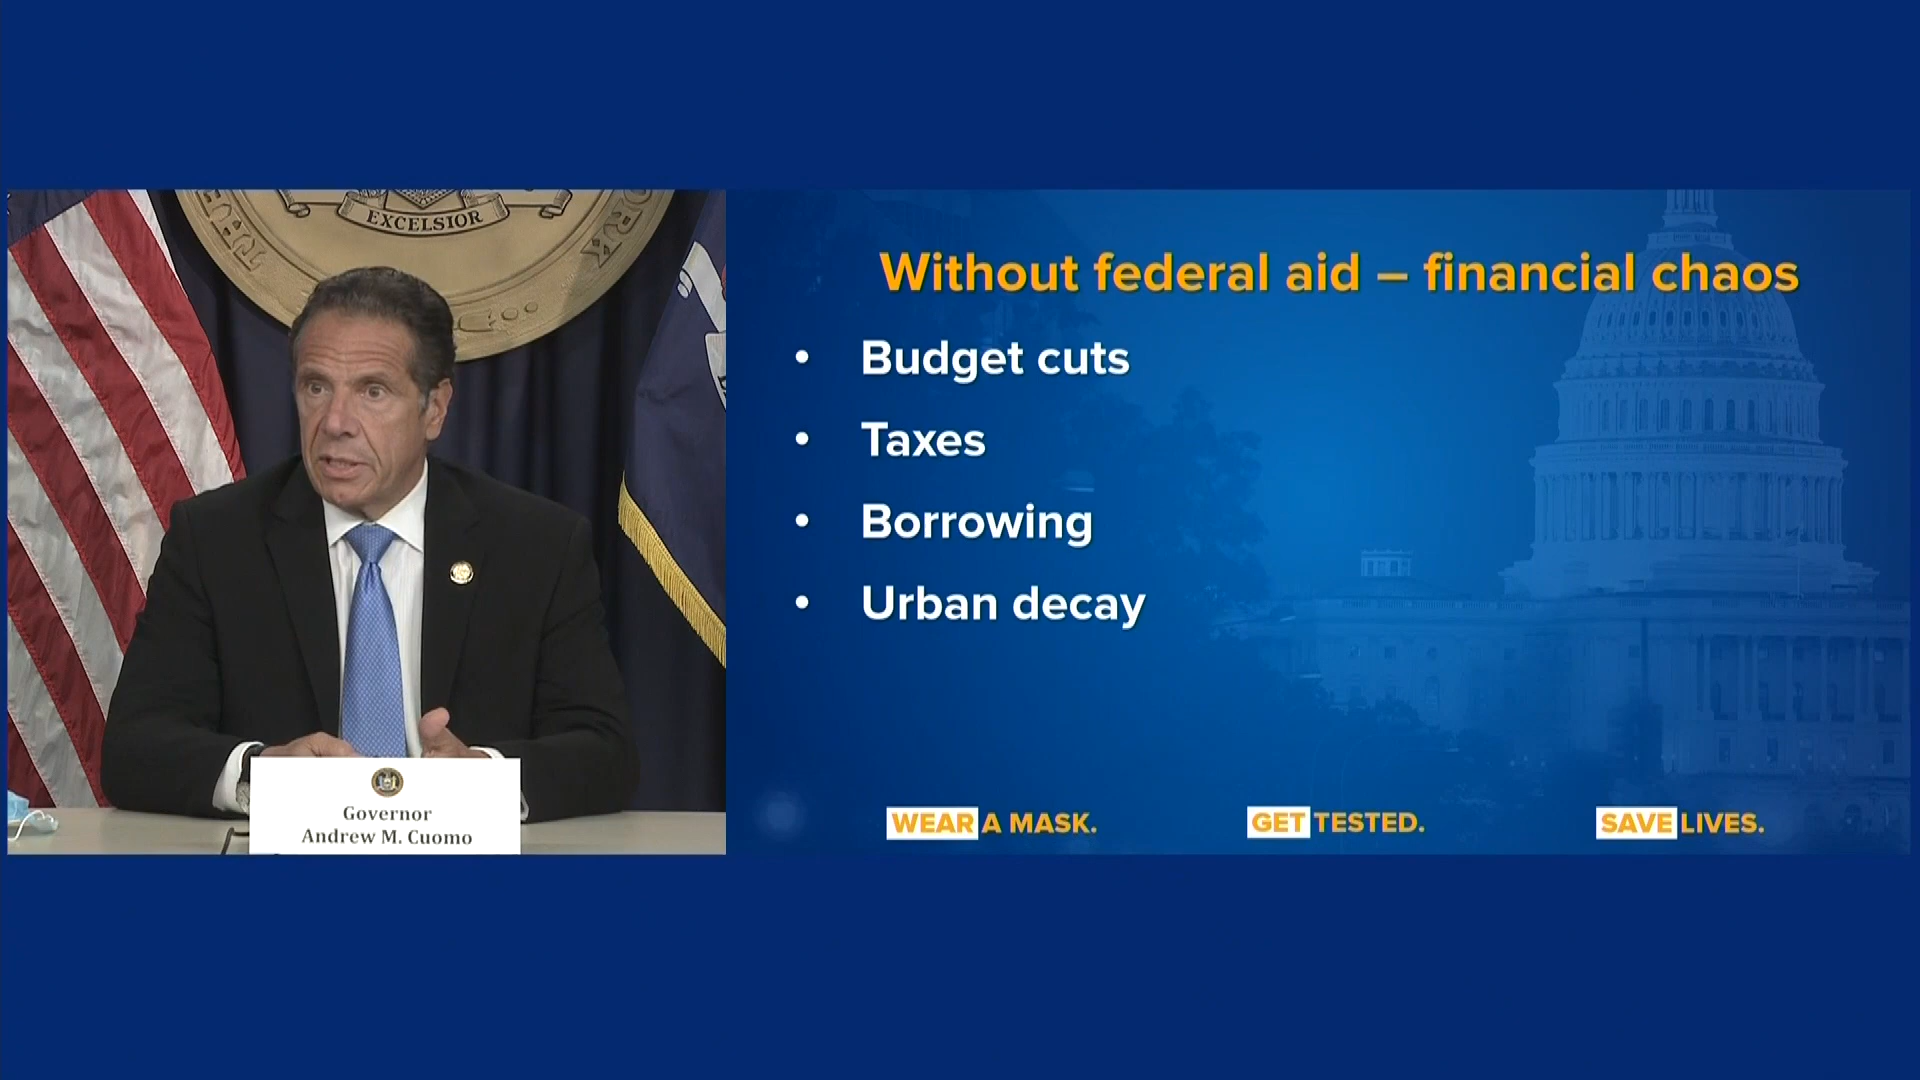 EXCELSIOR
Governor
Andrew M. Cuomo
Without federal aid – financial chaos
• Budget cuts
• Taxes
• Borrowing
• Urban decay
WEAR A MASK.
GET TESTED.
SAVE LIVES.